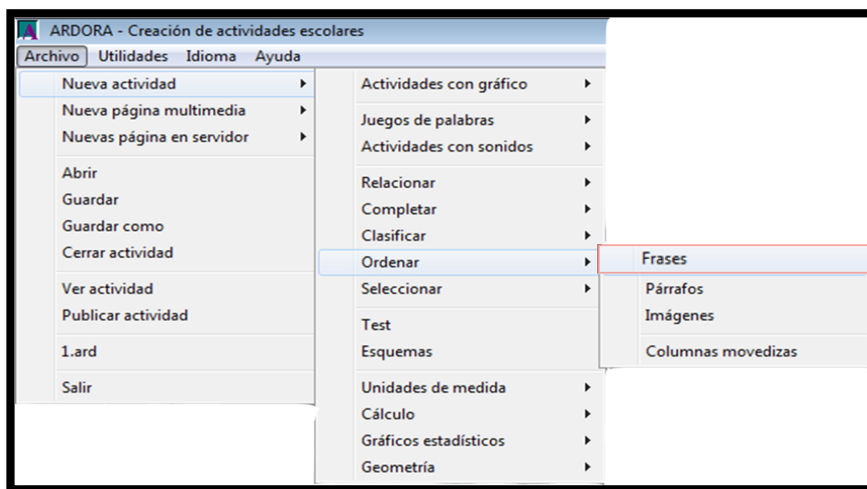 ARDORA - Creación de actividades escolares
Archivo Utilidades Idioma Ayuda
Nueva actividad
Nueva página multimedia
Nuevas página en servidor
Abrir
Guardar
Guardar como
Cerrar actividad
Ver actividad
Publicar actividad
1.ard
Salir
Actividades con gráfico
Juegos de palabras
Actividades con sonidos
Relacionar
Completar
Clasificar
Ordenar
Seleccionar
Test
Esquemas
Unidades de medida
Cálculo
Gráficos estadísticos
Geometría
Frases
Párrafos
Imágenes
Columnas movedizas